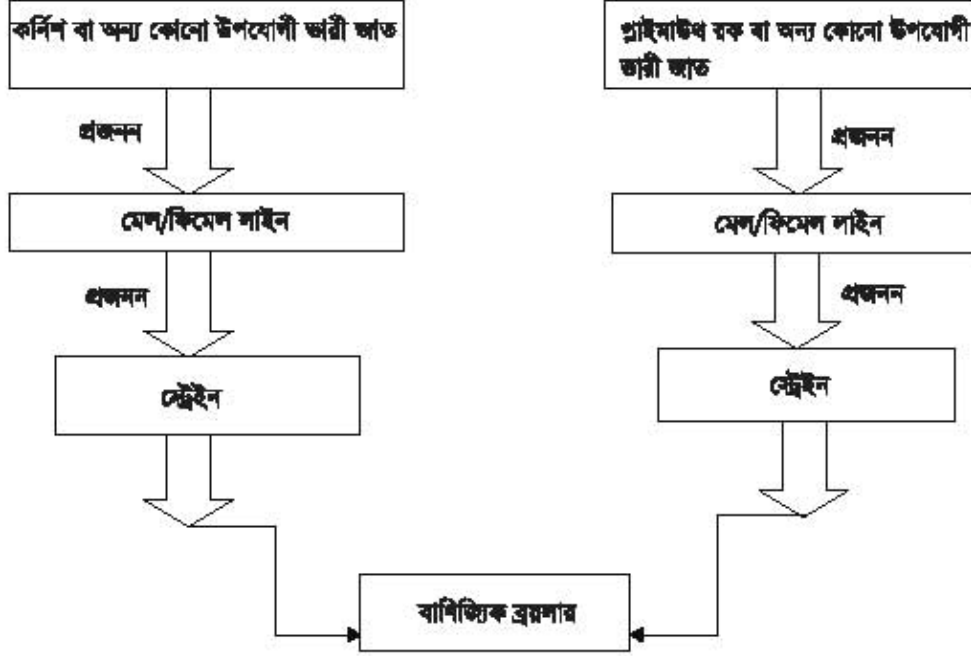 কর্নিশ বা অন্য কোনো উপযোগী ভারী জাত
প্লাইমাউথ রক বা অন্য কোনো উপযোগী
ভারী জাত
প্রজনন
প্রজনন
মেল/ফিমেল লাইন
মেল/ফিমেল লাইন
প্রজনন
প্রজনন
স্ট্রেইন
স্ট্রেইন
বাণিজ্যিক ব্রয়লার